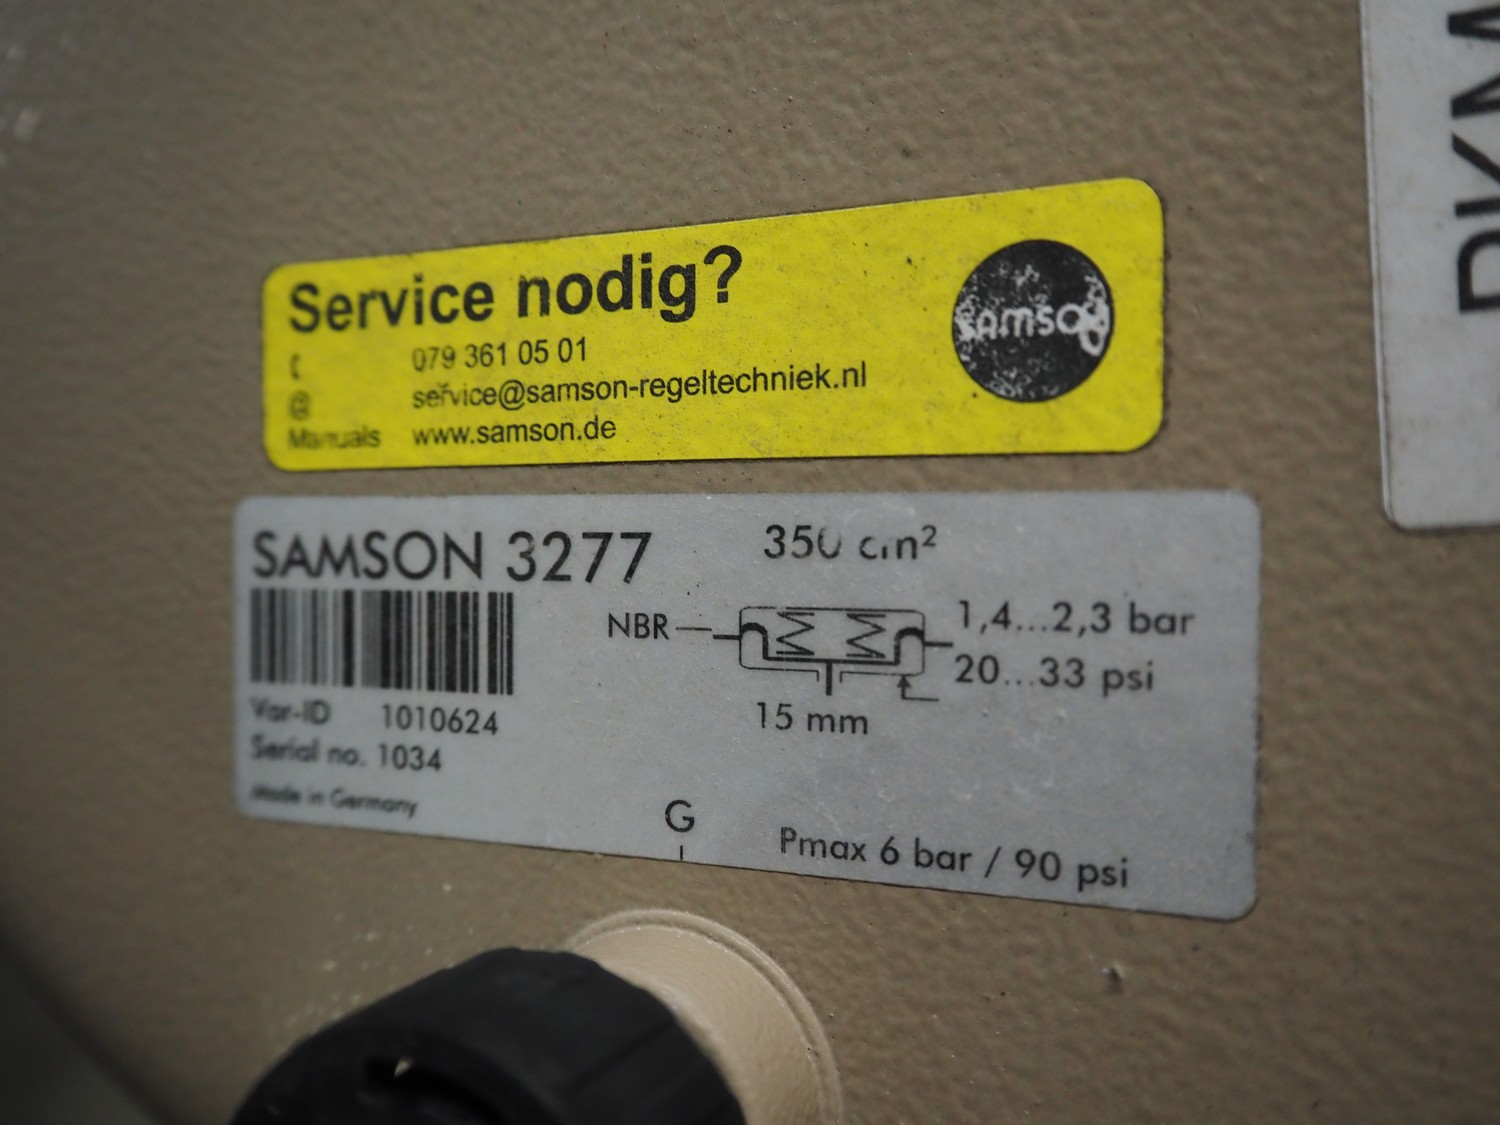 Service nodig?
079 361 05 01
@ service@samson-regeltechniek.nl
Manuals www.samson.de
SAMSON
SAMSON 3277
350 cm²
NBR
1,4...2,3 bar
20...33 psi
15 mm
Var-ID 1010624
Serial no. 1034
Made in Germany
G
Pmax 6 bar / 90 psi